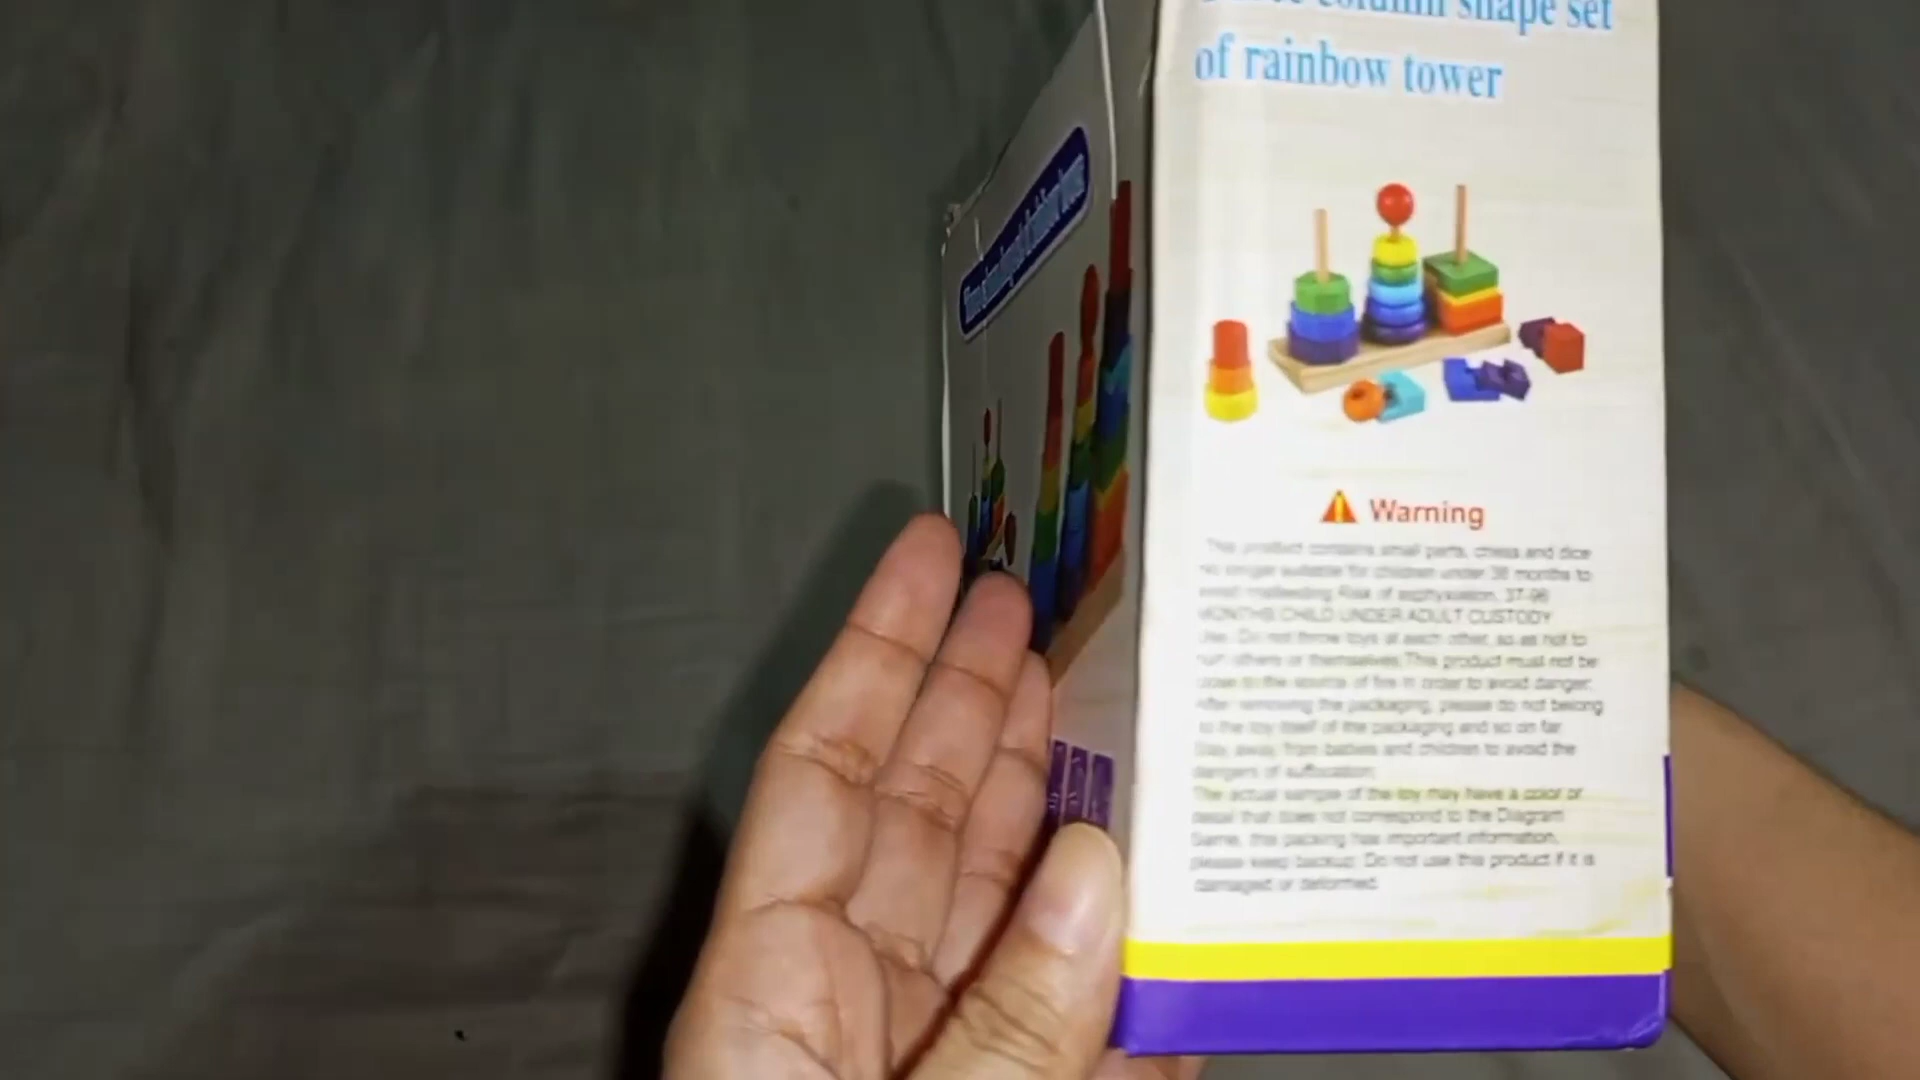 column shape set
of rainbow tower
Warning
This product contains small parts, chess and dice
No longer suitable for children under 36 months to
avoid misfeeding Risk of asphyxiation. 37-96
MONTHS CHILD UNDER ADULT CUSTODY
Use. Do not throw toys at each other, so as not to
hurt others or themselves. This product must not be
close to the source of fire in order to avoid danger.
After removing the packaging, please do not belong
to the toy itself of the packaging and so on far
Stay away from babies and children to avoid the
dangers of suffocation;
The actual sample of the toy may have a color or
detail that does not correspond to the Diagram
Same, this packing has important information,
please keep backup. Do not use this product if it is
damaged or deformed.